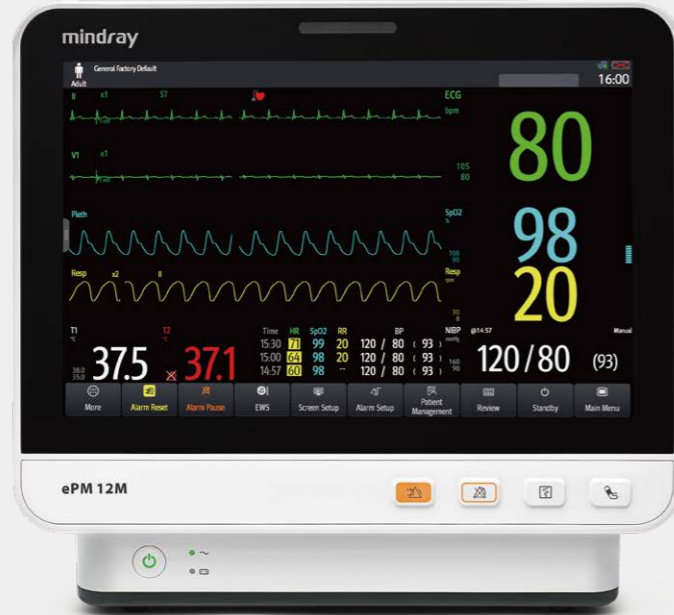 mindray
General Factory Default
Adult
16:00
II x1 ST ECG
bpm
1mV
80
V1 x1
105
80
Pleth SpO2
%
98
100
90
Resp x2 II Resp
rpm
20
30
8
T1 T2 Time HR SpO2 RR BP NIBP @14:57 Manual
°C °C mmHg
15:30 71 99 20 120 / 80 ( 93 )
15:00 64 98 20 120 / 80 ( 93 )
14:57 60 98 -- 120 / 80 ( 93 )
38.0
35.0
37.5 37.1
160
90
120/80 (93)
More Alarm Reset Alarm Pause EWS Screen Setup Alarm Setup Patient Management Review Standby Main Menu
ePM 12M